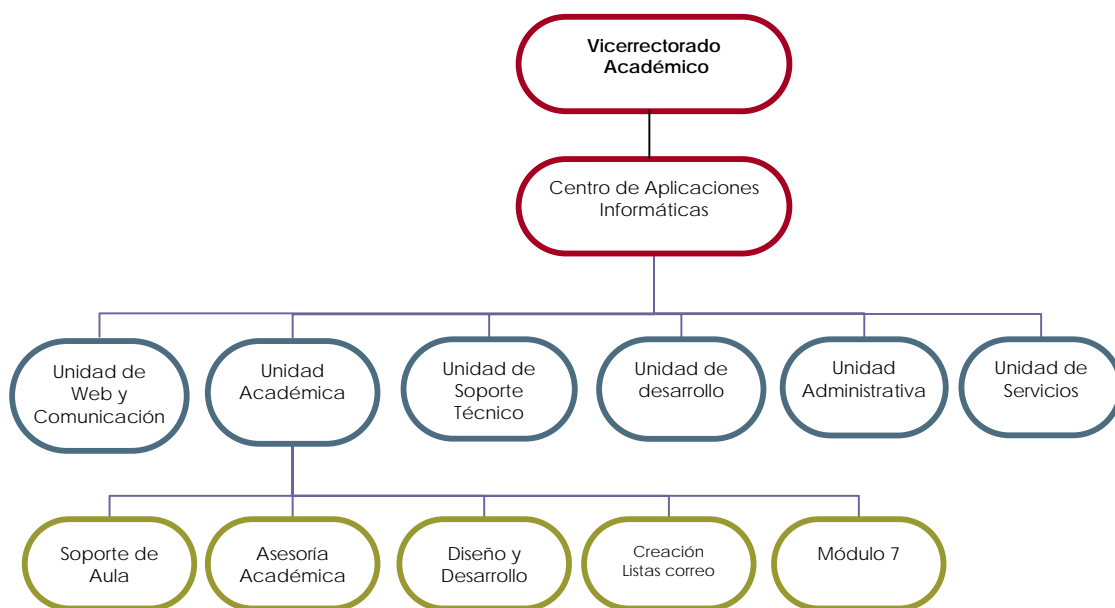 Vicerrectorado
Académico
Centro de Aplicaciones
Informáticas
Unidad de
Web y
Comunicación
Unidad
Académica
Unidad de
Soporte
Técnico
Unidad de
desarrollo
Unidad
Administrativa
Unidad de
Servicios
Soporte de
Aula
Asesoría
Académica
Diseño y
Desarrollo
Creación
Listas correo
Módulo 7